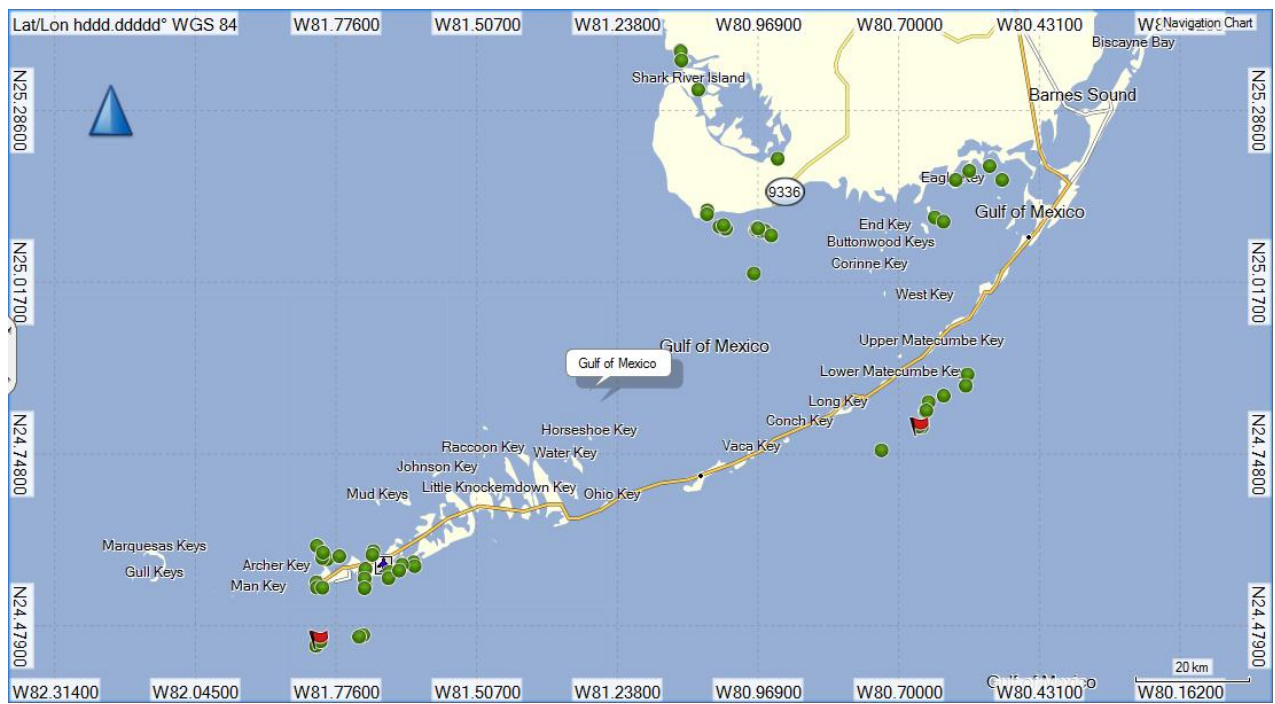 Lat/Lon hddd.ddddd° WGS 84
W81.77600
W81.50700
W81.23800
W80.96900
W80.70000
W80.43100
Navigation Chart
Biscayne Bay
Shark River Island
Barnes Sound
N25.28600
N25.28600
9336
Gulf of Mexico
End Key
Buttonwood Keys
Corinne Key
N25.01700
N25.01700
West Key
Upper Matecumbe Key
Gulf of Mexico
Gulf of Mexico
Lower Matecumbe Key
Long Key
Conch Key
Horseshoe Key
Vaca Key
Raccoon Key
Water Key
N24.74800
N24.74800
Johnson Key
Little Knockemdown Key
Ohio Key
Mud Keys
Marquesas Keys
Archer Key
Gull Keys
Man Key
N24.47900
N24.47900
20 km
Gulf of Mexico
W82.31400
W82.04500
W81.77600
W81.50700
W81.23800
W80.96900
W80.70000
W80.43100
W80.16200